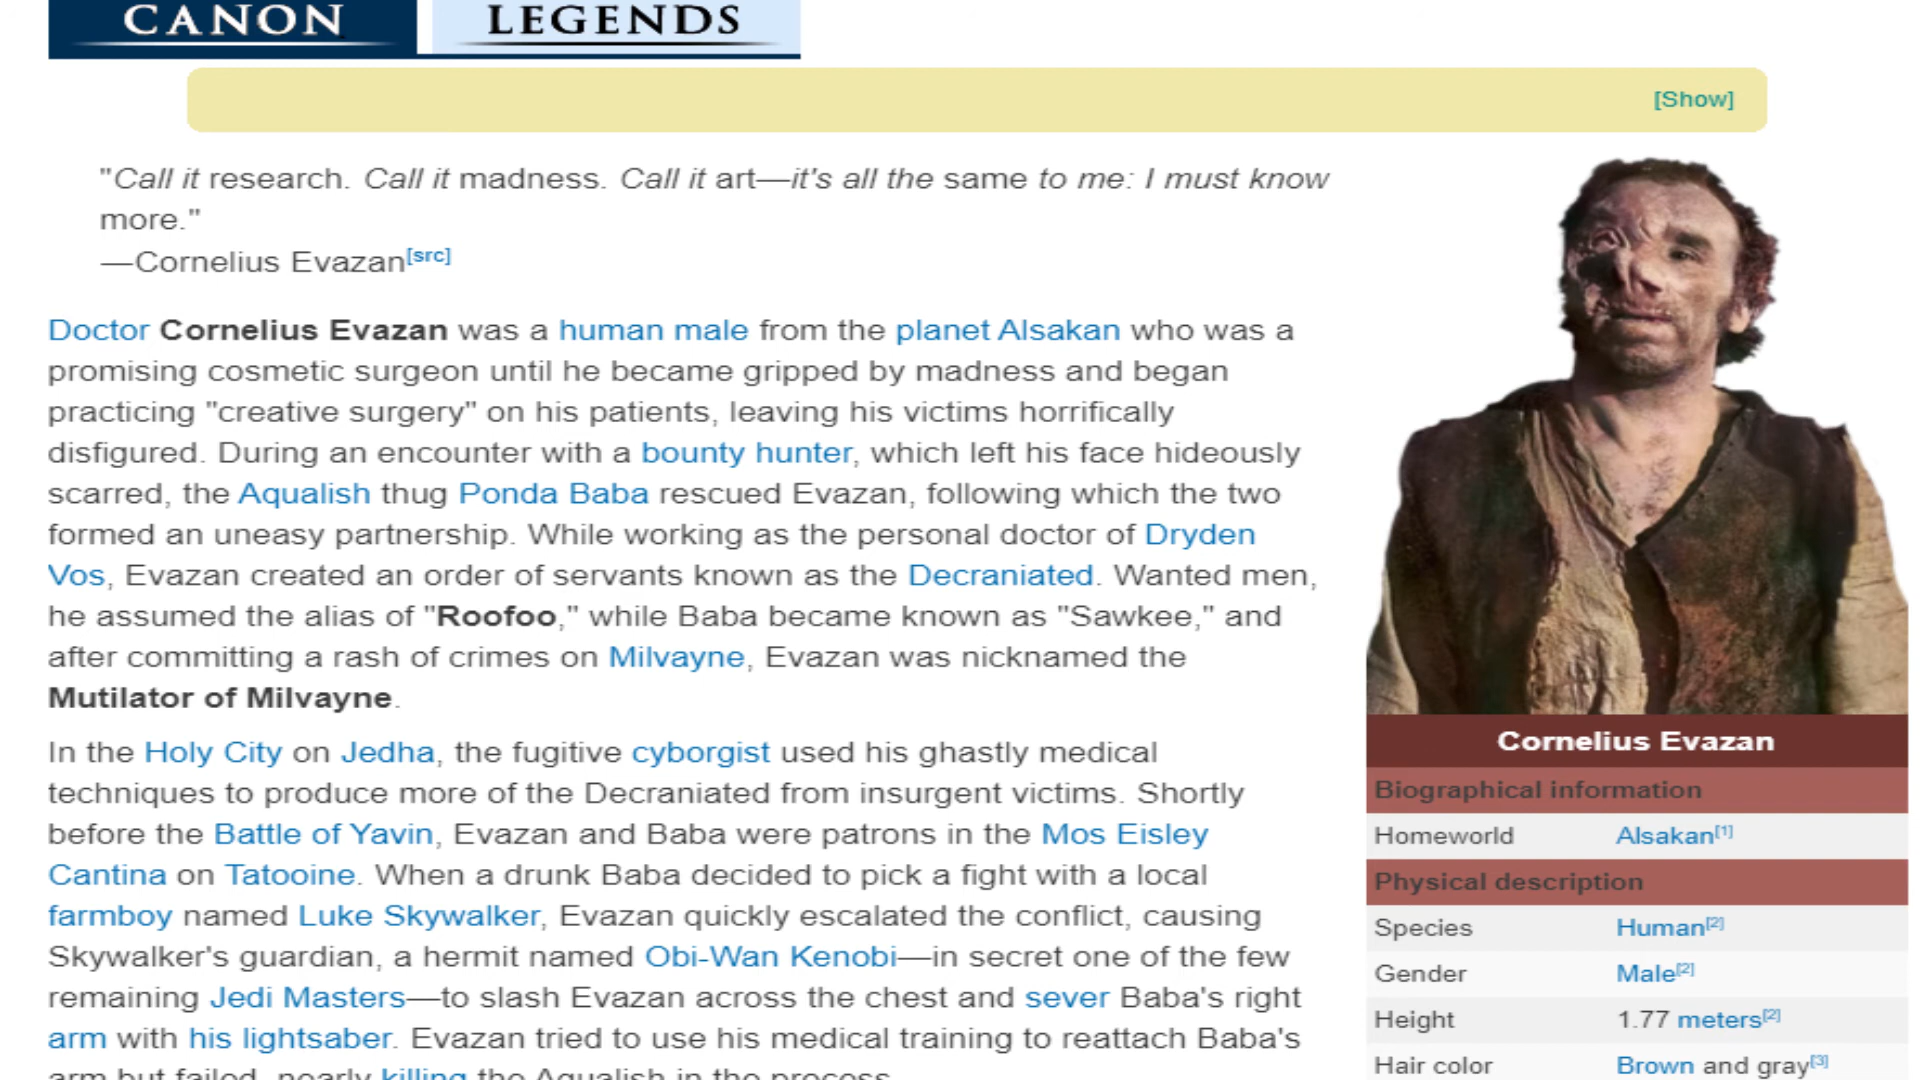 CANON
LEGENDS
[Show]
"Call it research. Call it madness. Call it art—it's all the same to me: I must know
more."
—Cornelius Evazan[src]
Doctor Cornelius Evazan was a human male from the planet Alsakan who was a
promising cosmetic surgeon until he became gripped by madness and began
practicing "creative surgery" on his patients, leaving his victims horrifically
disfigured. During an encounter with a bounty hunter, which left his face hideously
scarred, the Aqualish thug Ponda Baba rescued Evazan, following which the two
formed an uneasy partnership. While working as the personal doctor of Dryden
Vos, Evazan created an order of servants known as the Decraniated. Wanted men,
he assumed the alias of "Roofoo," while Baba became known as "Sawkee," and
after committing a rash of crimes on Milvayne, Evazan was nicknamed the
Mutilator of Milvayne.
In the Holy City on Jedha, the fugitive cyborgist used his ghastly medical
techniques to produce more of the Decraniated from insurgent victims. Shortly
before the Battle of Yavin, Evazan and Baba were patrons in the Mos Eisley
Cantina on Tatooine. When a drunk Baba decided to pick a fight with a local
farmboy named Luke Skywalker, Evazan quickly escalated the conflict, causing
Skywalker's guardian, a hermit named Obi-Wan Kenobi—in secret one of the few
remaining Jedi Masters—to slash Evazan across the chest and sever Baba's right
arm with his lightsaber. Evazan tried to use his medical training to reattach Baba's
arm but failed, nearly killing the Aqualish in the process.
Cornelius Evazan
Biographical information
Homeworld Alsakan[1]
Physical description
Species Human[2]
Gender Male[2]
Height 1.77 meters[2]
Hair color Brown and gray[3]